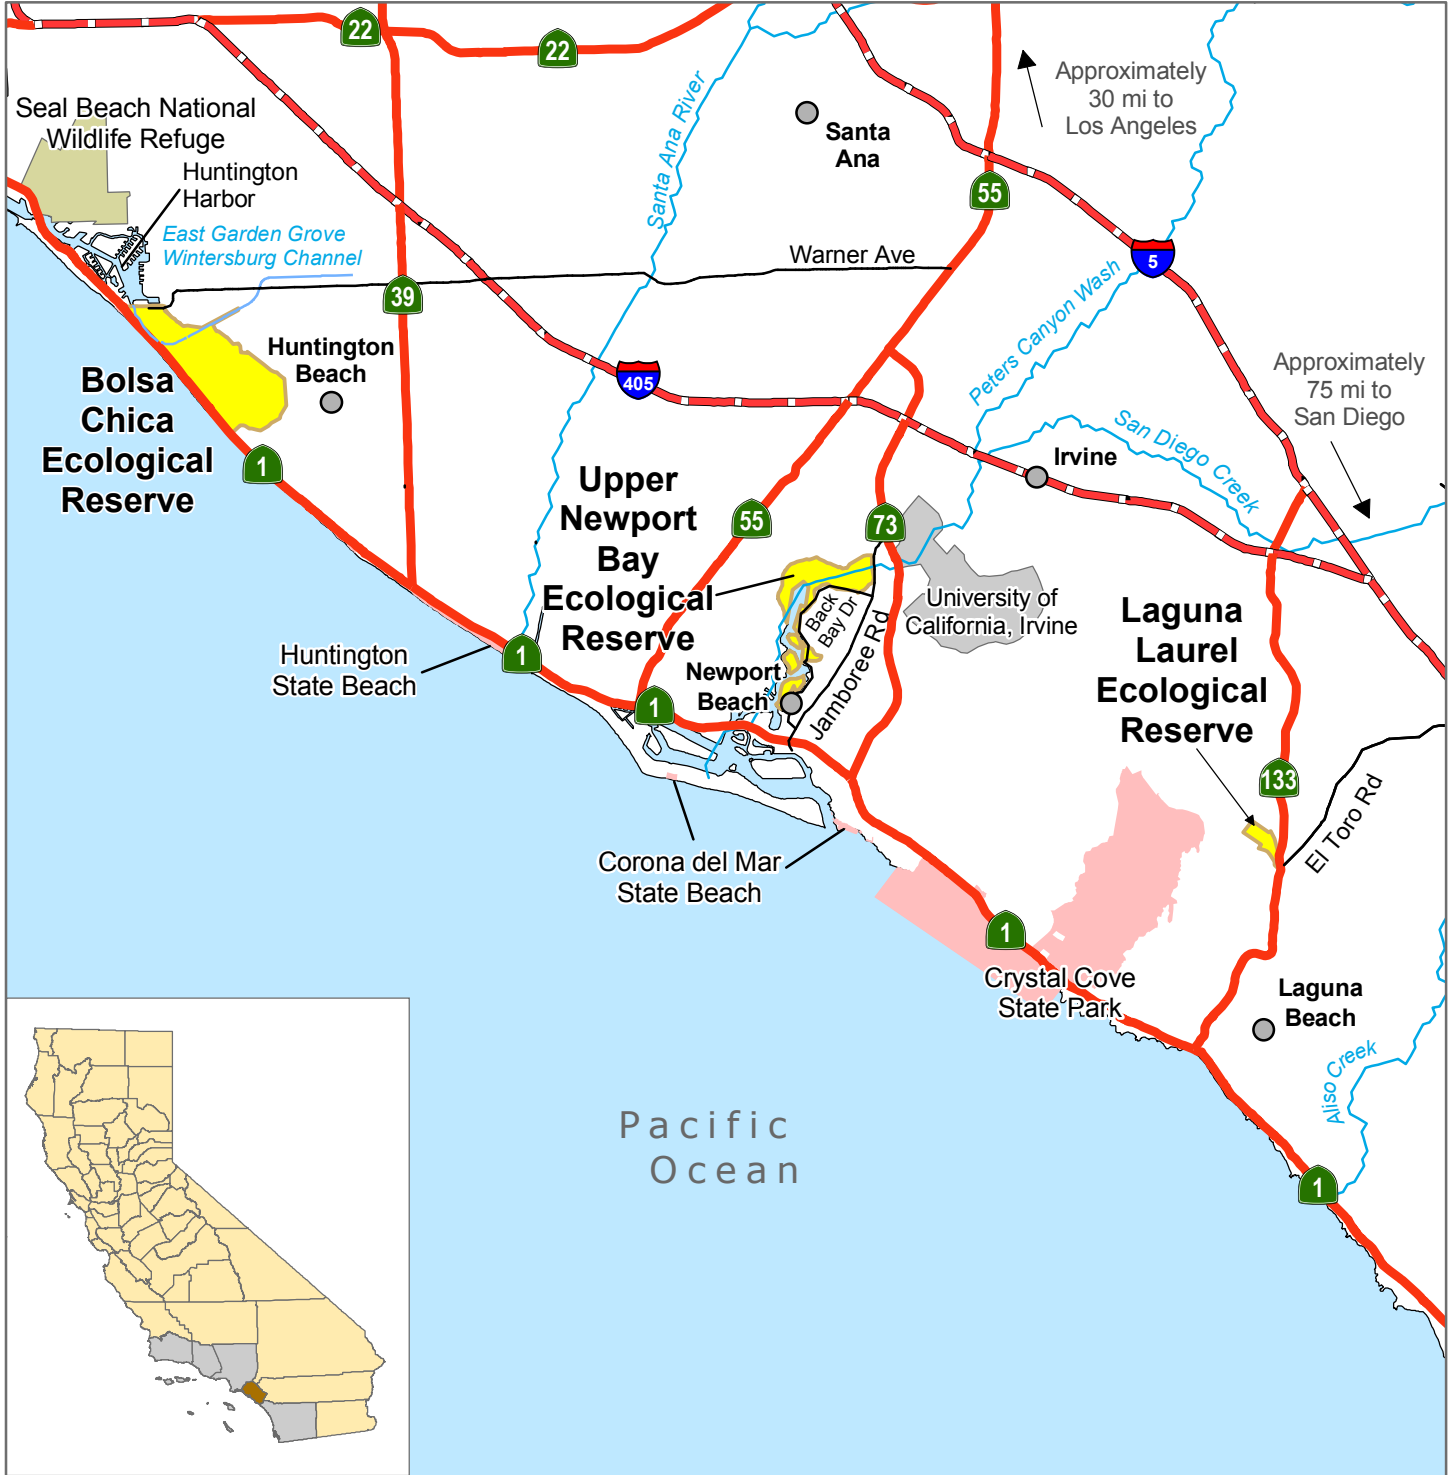 22
22
Approximately
30 mi to
Los Angeles
Seal Beach National
Wildlife Refuge
Santa Ana River
Santa
Ana
Huntington
Harbor
55
East Garden Grove
Wintersburg Channel
Warner Ave
5
39
Peters Canyon Wash
Huntington
Beach
405
Approximately
75 mi to
San Diego
Bolsa
Chica
Ecological
Reserve
San Diego Creek
Irvine
1
Upper
Newport
Bay
Ecological
Reserve
55
73
University of
California, Irvine
Back
Bay Dr
Jamboree Rd
Laguna
Laurel
Ecological
Reserve
Huntington
State Beach
1
Newport
Beach
1
133
El Toro Rd
Corona del Mar
State Beach
1
Crystal Cove
State Park
Laguna
Beach
Aliso Creek
Pacific
Ocean
1